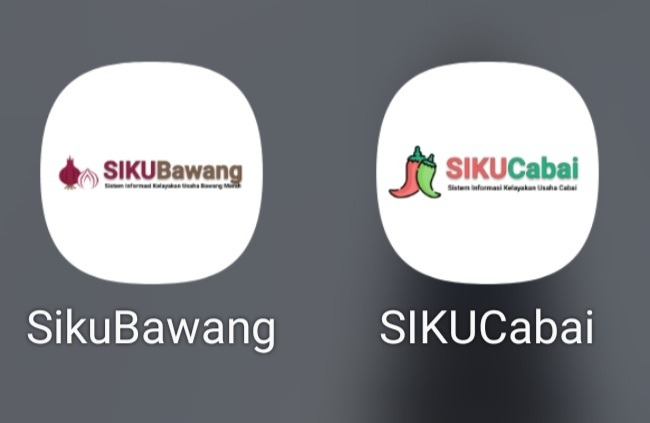 SIKUBawang
Sistem Informasi Kelayakan Usaha Bawang Merah
SIKUCabai
Sistem Informasi Kelayakan Usaha Cabai
SikuBawang
SIKUCabai